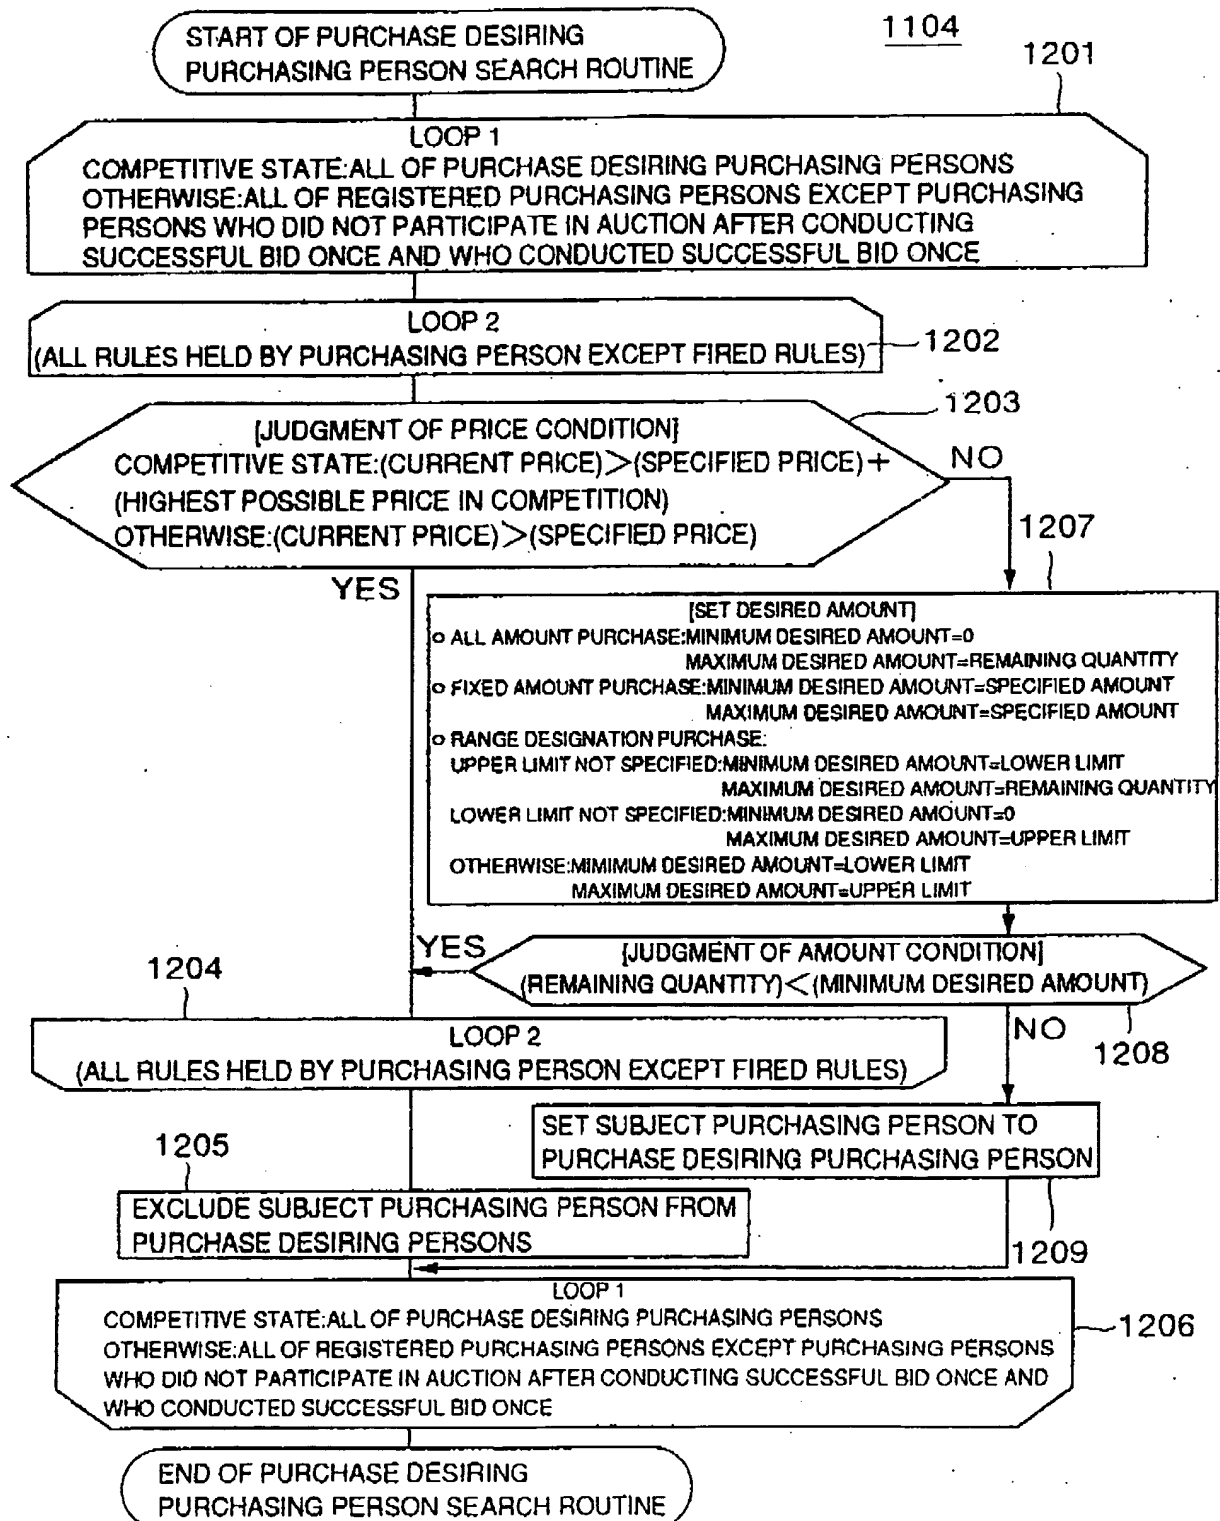 1104
START OF PURCHASE DESIRING
PURCHASING PERSON SEARCH ROUTINE
1201
LOOP 1
COMPETITIVE STATE:ALL OF PURCHASE DESIRING PURCHASING PERSONS
OTHERWISE:ALL OF REGISTERED PURCHASING PERSONS EXCEPT PURCHASING
PERSONS WHO DID NOT PARTICIPATE IN AUCTION AFTER CONDUCTING
SUCCESSFUL BID ONCE AND WHO CONDUCTED SUCCESSFUL BID ONCE
LOOP 2
(ALL RULES HELD BY PURCHASING PERSON EXCEPT FIRED RULES)
1202
1203
[JUDGMENT OF PRICE CONDITION]
COMPETITIVE STATE:(CURRENT PRICE)>(SPECIFIED PRICE)+
(HIGHEST POSSIBLE PRICE IN COMPETITION)
OTHERWISE:(CURRENT PRICE)>(SPECIFIED PRICE)
NO
YES
1207
[SET DESIRED AMOUNT]
o ALL AMOUNT PURCHASE:MINIMUM DESIRED AMOUNT=0
MAXIMUM DESIRED AMOUNT=REMAINING QUANTITY
o FIXED AMOUNT PURCHASE:MINIMUM DESIRED AMOUNT=SPECIFIED AMOUNT
MAXIMUM DESIRED AMOUNT=SPECIFIED AMOUNT
o RANGE DESIGNATION PURCHASE:
UPPER LIMIT NOT SPECIFIED:MINIMUM DESIRED AMOUNT=LOWER LIMIT
MAXIMUM DESIRED AMOUNT=REMAINING QUANTITY
LOWER LIMIT NOT SPECIFIED:MINIMUM DESIRED AMOUNT=0
MAXIMUM DESIRED AMOUNT=UPPER LIMIT
OTHERWISE:MIMIMUM DESIRED AMOUNT=LOWER LIMIT
MAXIMUM DESIRED AMOUNT=UPPER LIMIT
YES
[JUDGMENT OF AMOUNT CONDITION]
(REMAINING QUANTITY)<(MINIMUM DESIRED AMOUNT)
1208
NO
1204
LOOP 2
(ALL RULES HELD BY PURCHASING PERSON EXCEPT FIRED RULES)
SET SUBJECT PURCHASING PERSON TO
PURCHASE DESIRING PURCHASING PERSON
1209
1205
EXCLUDE SUBJECT PURCHASING PERSON FROM
PURCHASE DESIRING PERSONS
LOOP 1
COMPETITIVE STATE:ALL OF PURCHASE DESIRING PURCHASING PERSONS
OTHERWISE:ALL OF REGISTERED PURCHASING PERSONS EXCEPT PURCHASING PERSONS
WHO DID NOT PARTICIPATE IN AUCTION AFTER CONDUCTING SUCCESSFUL BID ONCE AND
WHO CONDUCTED SUCCESSFUL BID ONCE
1206
END OF PURCHASE DESIRING
PURCHASING PERSON SEARCH ROUTINE